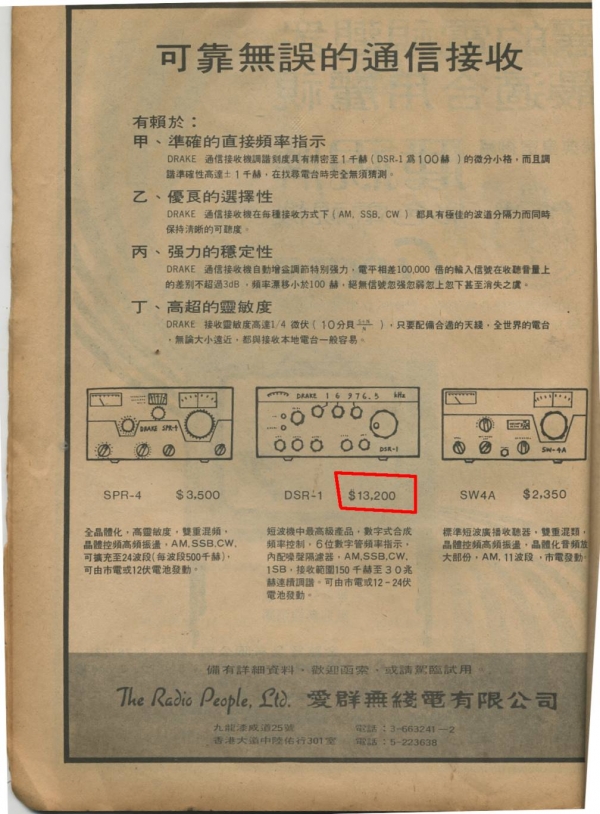 可靠無誤的通信接收
有賴於：
甲、準確的直接頻率指示
DRAKE 通信接收機調諧刻度具有精密至1千赫（DSR-1爲100赫 ）的微分小格，而且調
諧準確性高達±1千赫，在找尋電台時完全無須猜測。
乙、優良的選擇性
DRAKE 通信接收機在每種接收方式下（AM, SSB, CW ）都具有極佳的波道分隔力而同時
保持清晰的可聽度。
丙、强力的穩定性
DRAKE 通信接收機自動增益調節特别强力，電平相差100,000 倍的輸入信號在收聽音量上
的差别不超過3dB ，頻率漂移小於100 赫，絕無信號忽强忽弱忽上忽下甚至消失之虞。
丁、高超的靈敏度
DRAKE 接收靈敏度高達1/4 微伏（10分貝 ），只要配備合適的天綫，全世界的電台
，無論大小遠近，都與接收本地電台一般容易。
DRAKE SPR-4
DRAKE 1 6 9 7 6. 5 kHz
DSR-1
SW-4A
SPR-4 $3,500
DSR-1 $13,200
SW4A $2,350
全晶體化，高靈敏度，雙重混頻，
晶體控頻高頻振盪，AM,SSB,CW,
可擴充至24波段(每波段500千赫)，
可由市電或12伏電池發動。
短波機中最高級產品，數字式合成
頻率控制，6位數字管頻率指示，
内配噪聲隔濾器，AM,SSB,CW,
1SB，接收範圍150 千赫至30兆
赫連續調諧。可由市電或12-24伏
電池發動。
標準短波廣播收聽器，雙重混頻，
晶體控頻高頻振盪，晶體化音頻放
大部份，AM, 11波段，市電發動
備有詳細資料，歡迎函索，或請駕臨試用
The Radio People, Ltd. 愛群無綫電有限公司
九龍漆咸道25號 電話：3-663241—2
香港大道中陸佑行301室 電話：5-223638